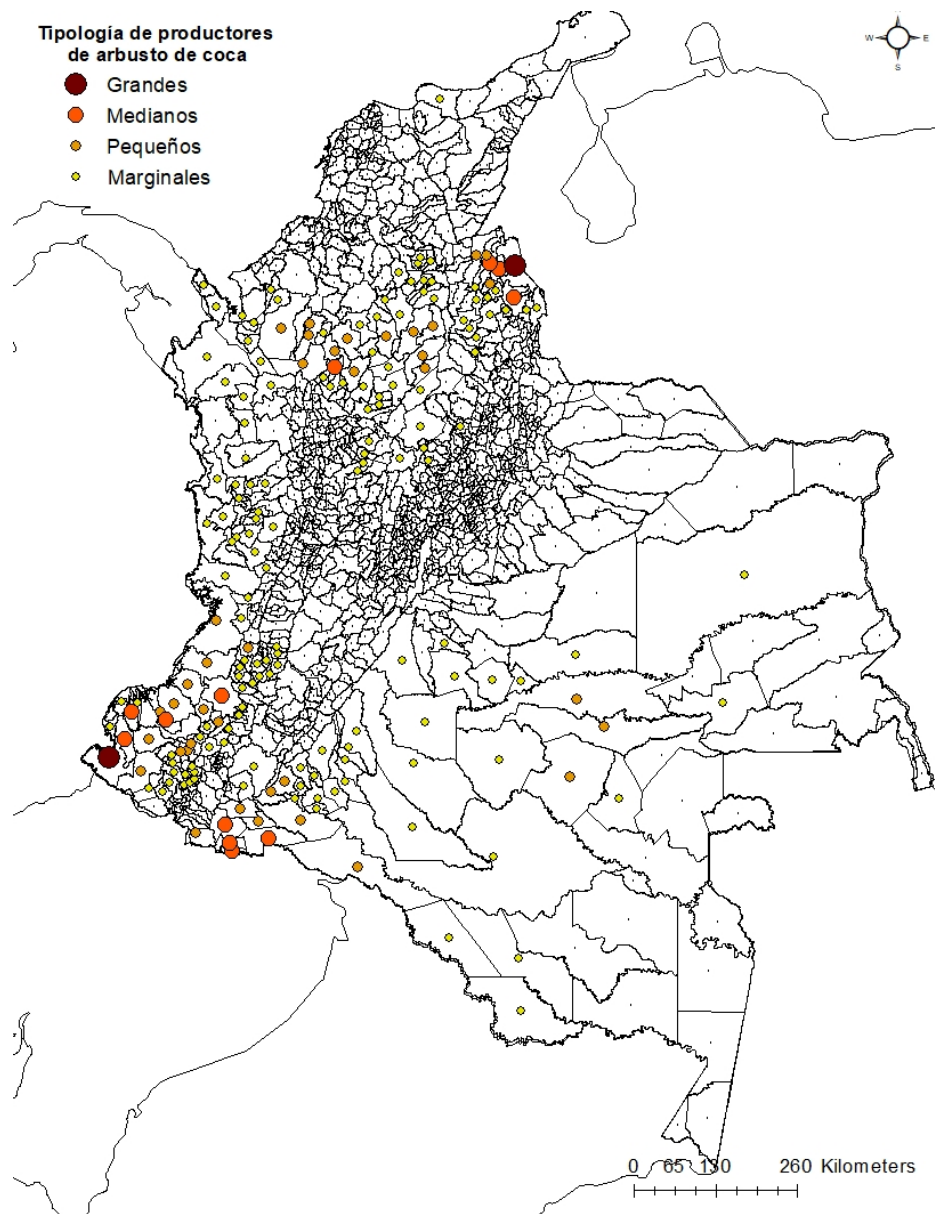 Tipología de productores
de arbusto de coca
Grandes
Medianos
Pequeños
Marginales
N
W E
S
0 65 130 260 Kilometers